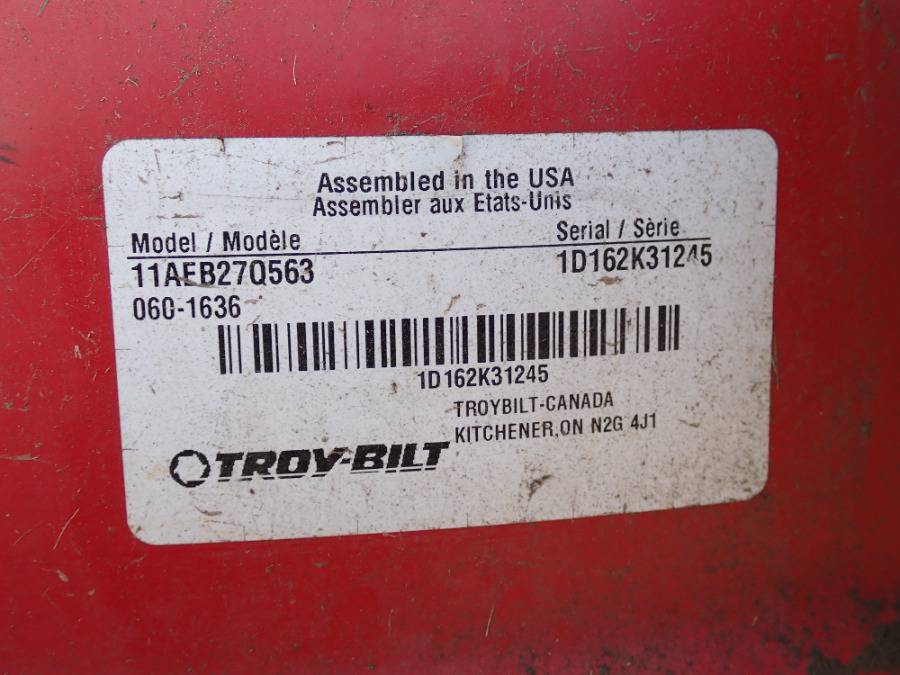 Assembled in the USA
Assembler aux Etats-Unis
Model / Modèle
Serial / Sèrie
11AEB27Q563
1D162K31245
060-1636
1D162K31245
TROYBILT-CANADA
KITCHENER,ON N2G 4J1
TROY-BILT